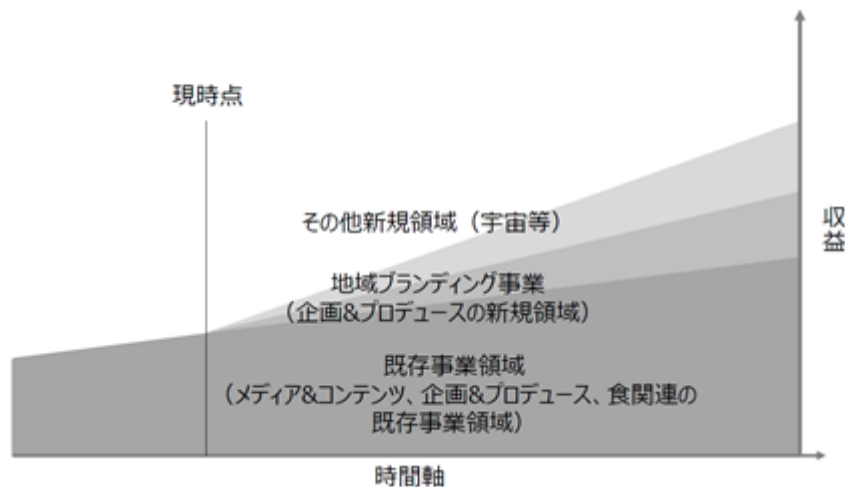 現時点
その他新規領域（宇宙等）
収益
地域ブランディング事業
（企画&プロデュースの新規領域）
既存事業領域
（メディア&コンテンツ、企画&プロデュース、食関連の
既存事業領域）
時間軸